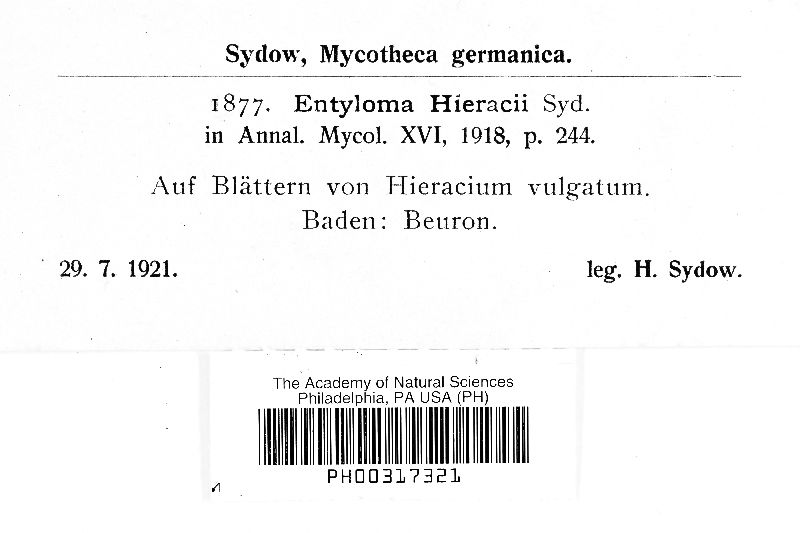 Sydow, Mycotheca germanica.
1877. Entyloma Hieracii Syd.
in Annal. Mycol. XVI, 1918, p. 244.
Auf Blättern von Hieracium vulgatum.
Baden: Beuron.
29. 7. 1921. leg. H. Sydow.
The Academy of Natural Sciences
Philadelphia, PA USA (PH)
PH00317321